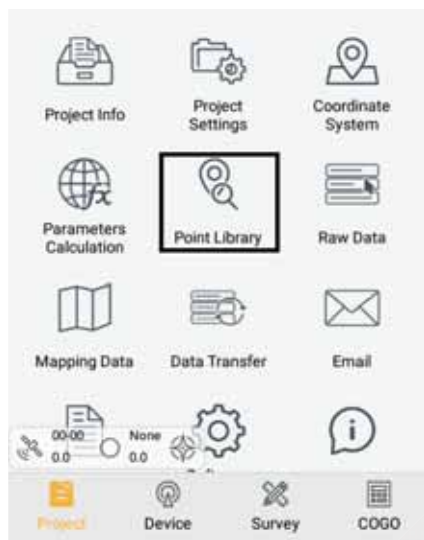 Project Info
Project
Settings
Coordinate
System
Parameters
Calculation
Point Library
Raw Data
Mapping Data
Data Transfer
Email
00-00
None
0.0
0.0
Project
Device
Survey
COGO